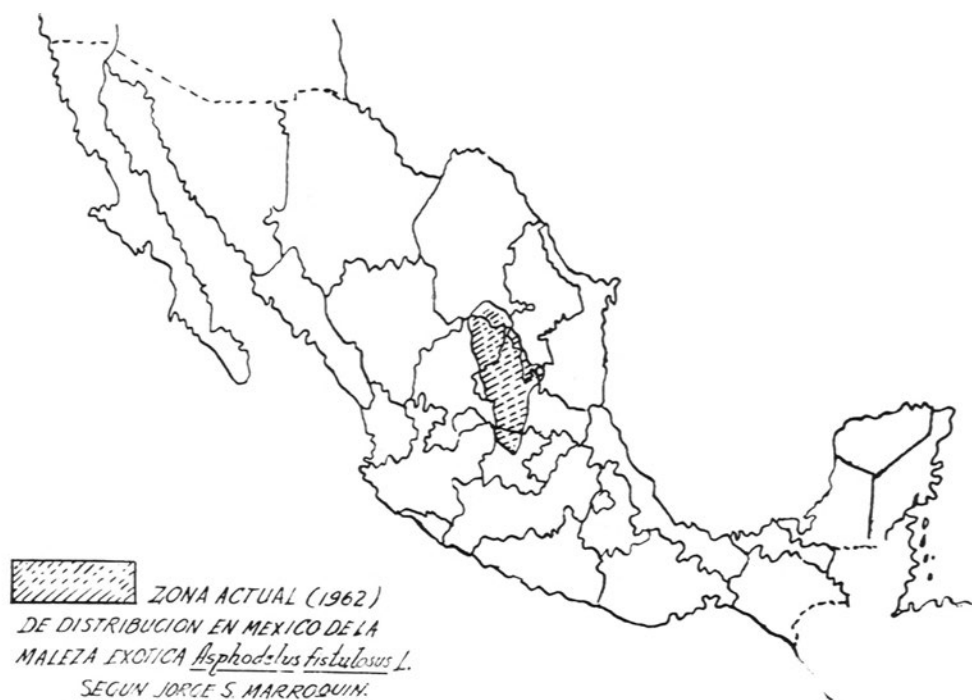 ZONA ACTUAL (1962)
DE DISTRIBUCION EN MEXICO DE LA
MALEZA EXOTICA Asphodelus fistulosus L.
SEGUN JORGE S. MARROQUIN.